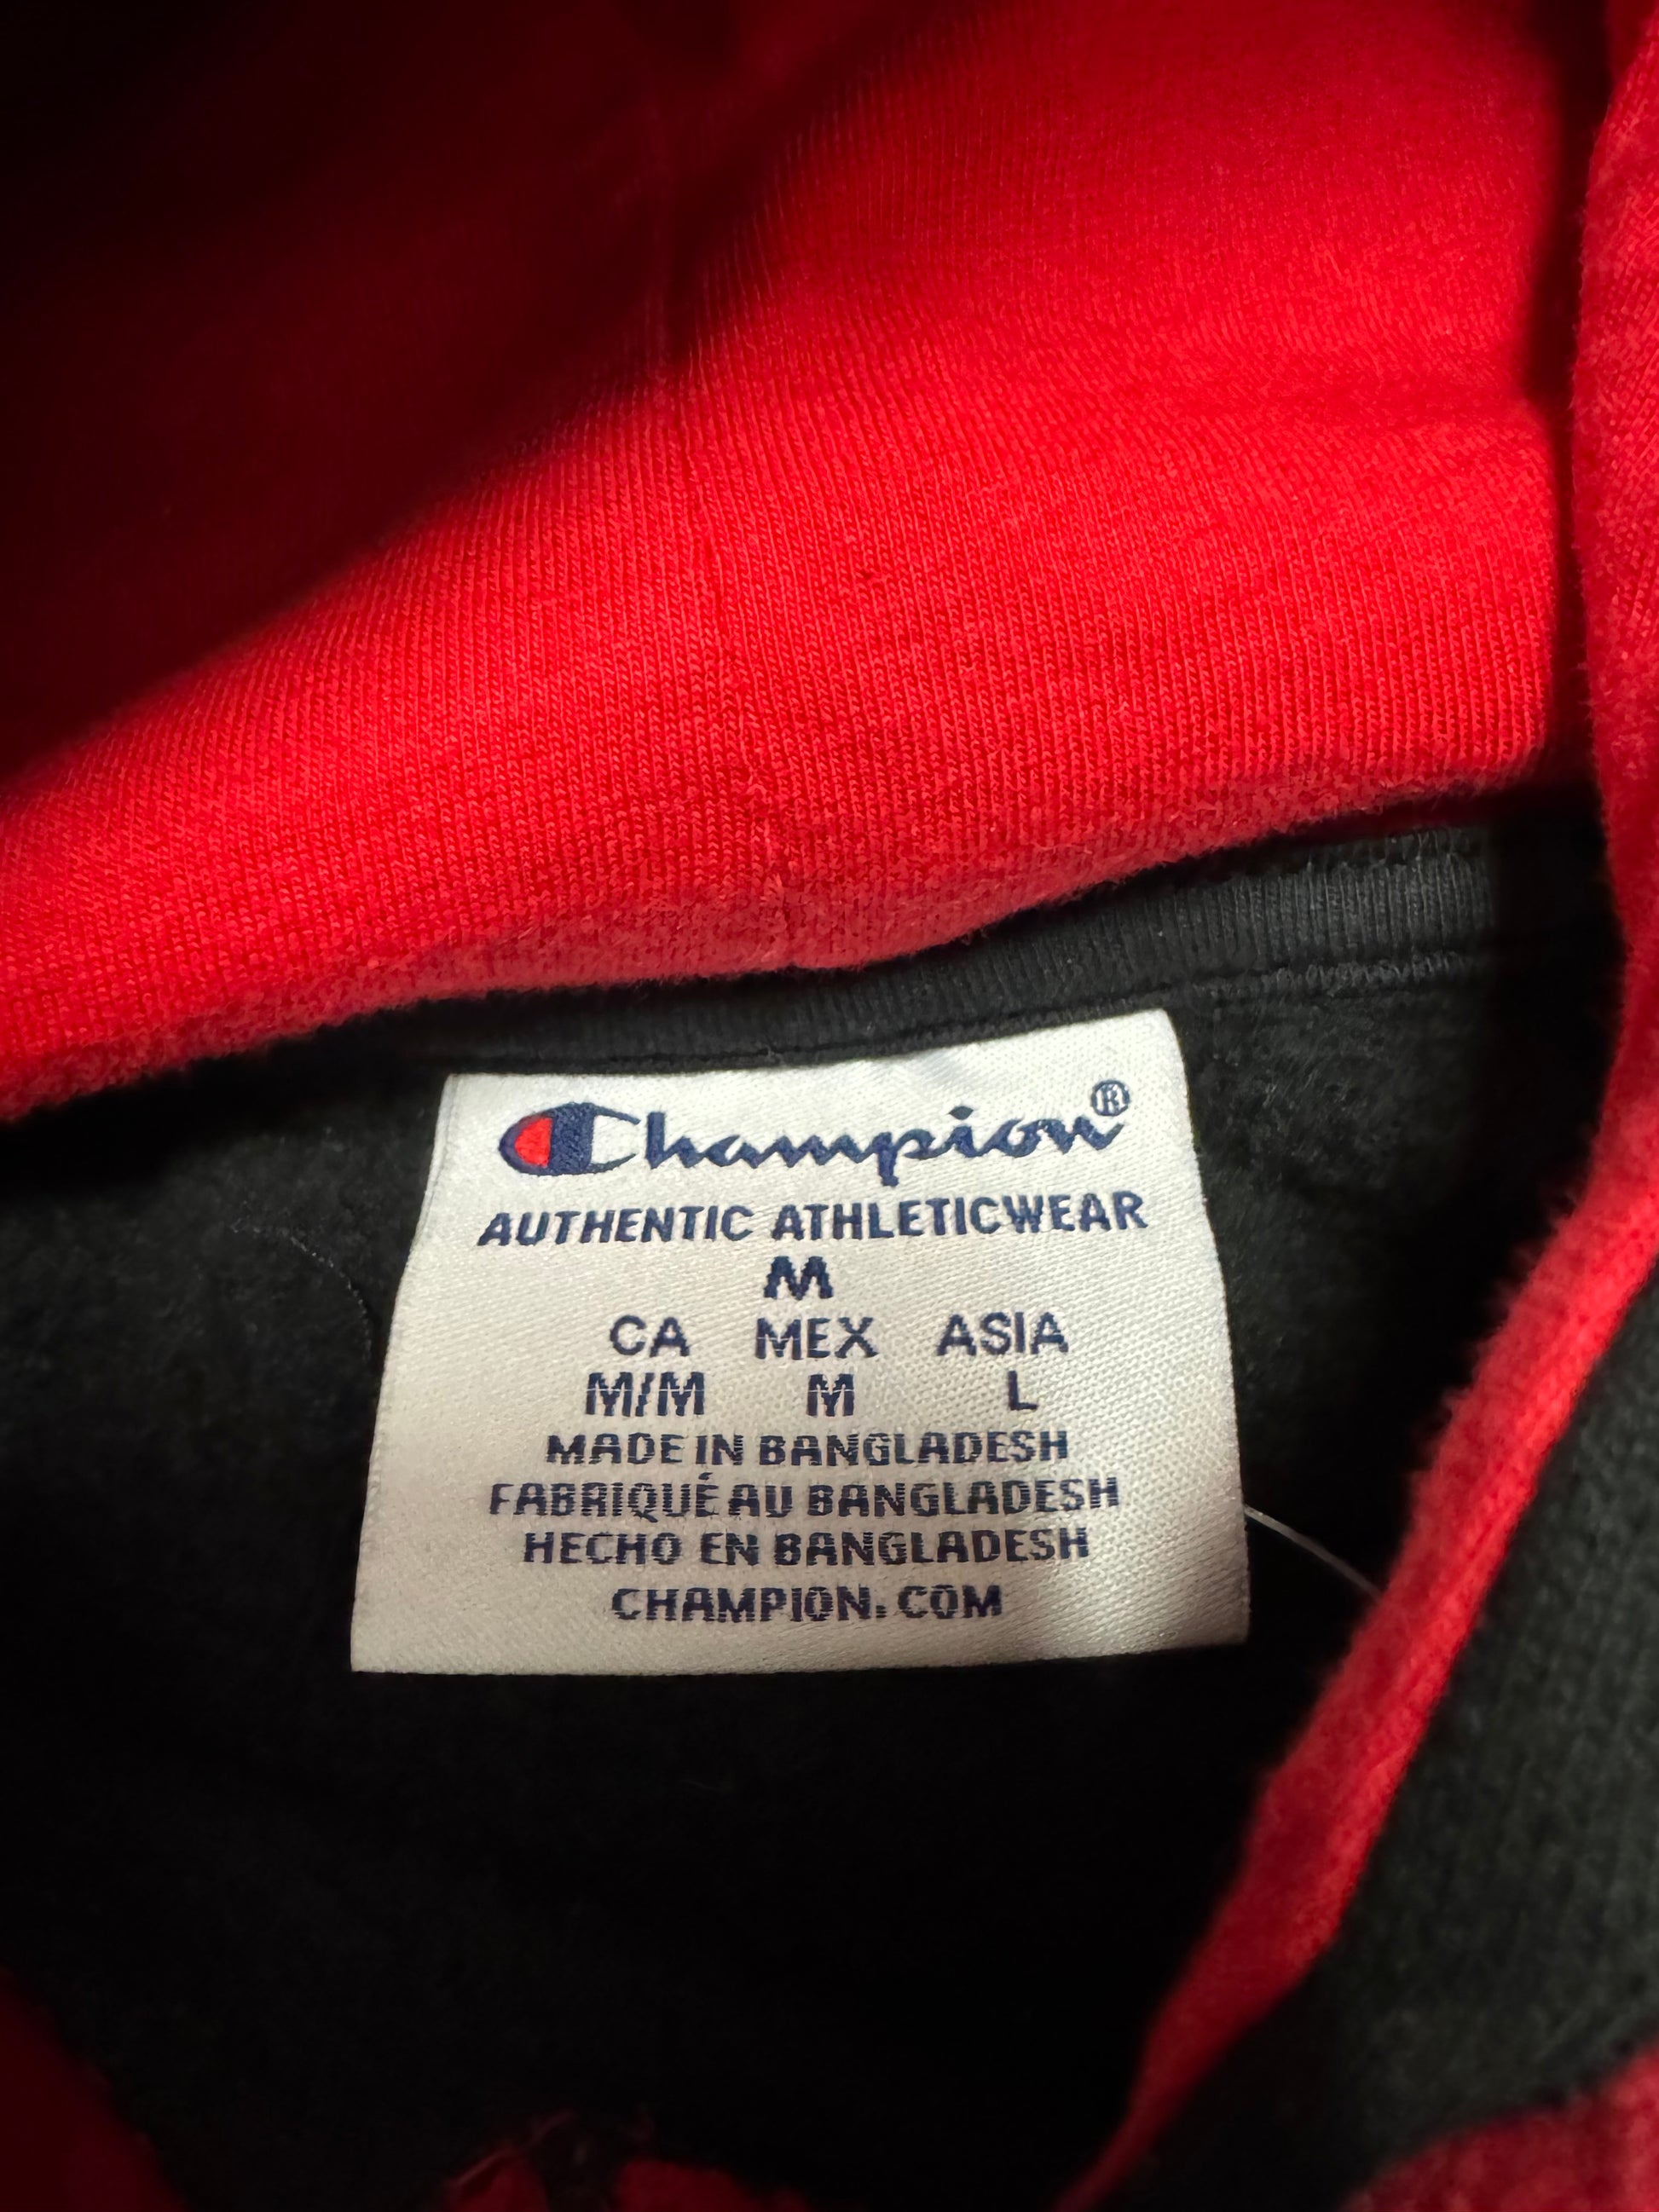 Champion®
AUTHENTIC ATHLETICWEAR
M
CA MEX ASIA
M/M M L
MADE IN BANGLADESH
FABRIQUÉ AU BANGLADESH
HECHO EN BANGLADESH
CHAMPION.COM